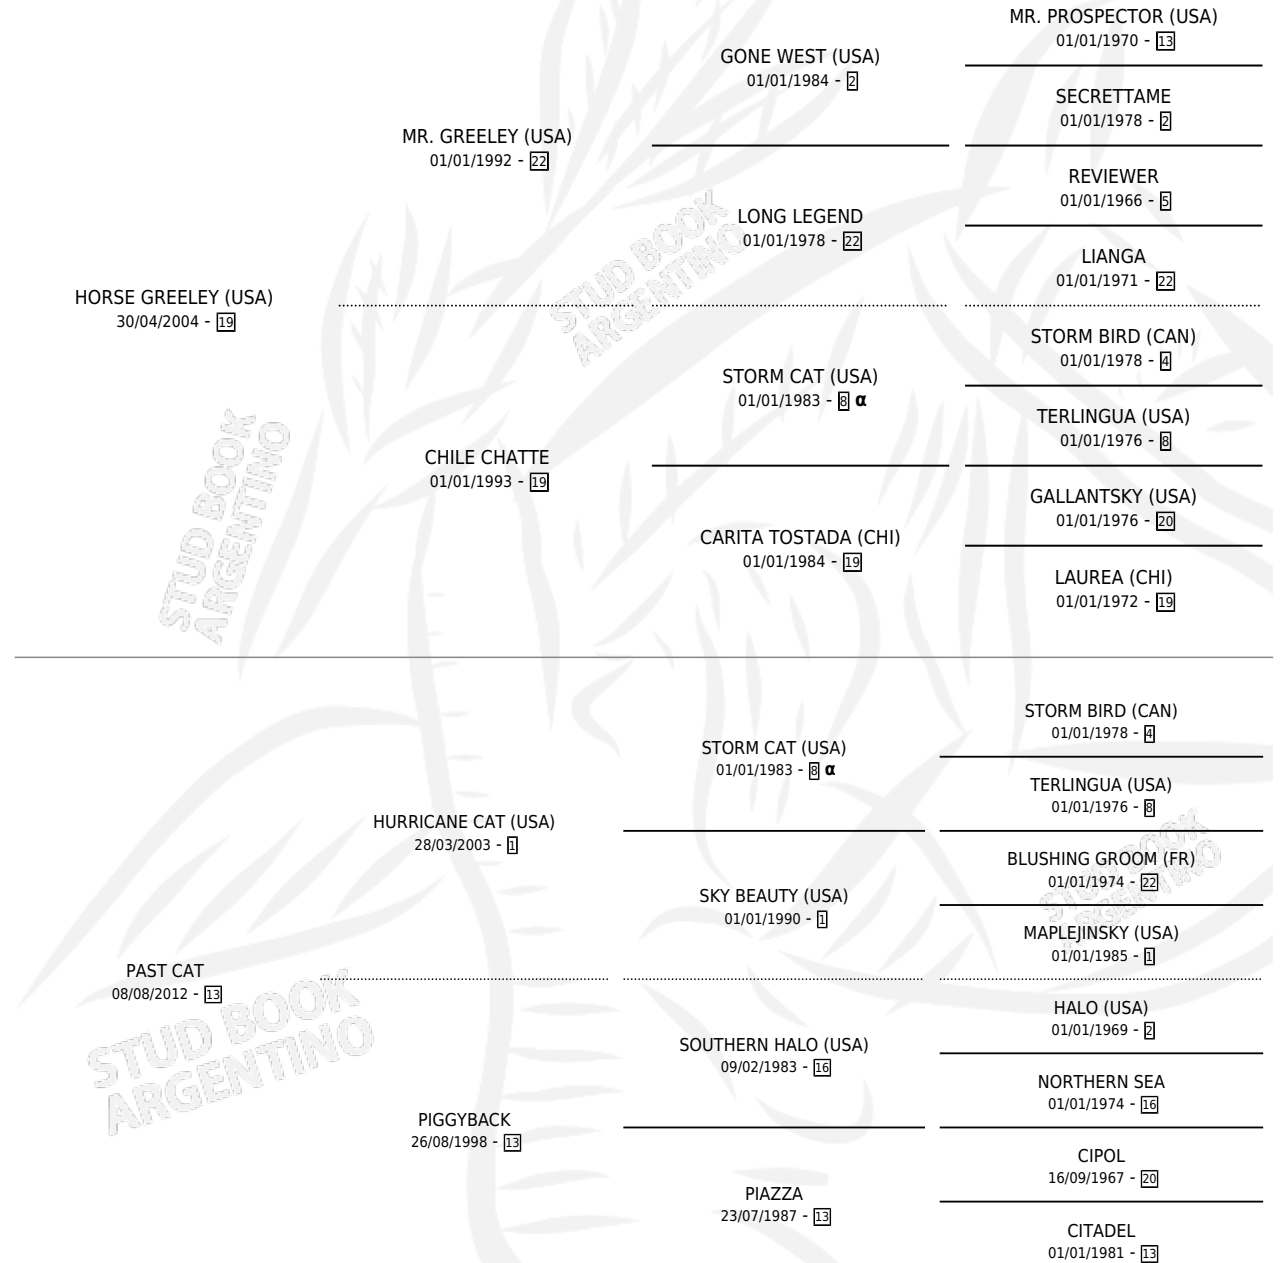 MR. PROSPECTOR (USA)
01/01/1970 - 13
GONE WEST (USA)
01/01/1984 - 2
SECRETTAME
01/01/1978 - 2
MR. GREELEY (USA)
01/01/1992 - 22
REVIEWER
01/01/1966 - 5
LONG LEGEND
01/01/1978 - 22
LIANGA
01/01/1971 - 22
HORSE GREELEY (USA)
30/04/2004 - 19
STORM BIRD (CAN)
01/01/1978 - 4
STORM CAT (USA)
01/01/1983 - 8 α
TERLINGUA (USA)
01/01/1976 - 8
CHILE CHATTE
01/01/1993 - 19
GALLANTSKY (USA)
01/01/1976 - 20
CARITA TOSTADA (CHI)
01/01/1984 - 19
LAUREA (CHI)
01/01/1972 - 19
STORM BIRD (CAN)
01/01/1978 - 4
STORM CAT (USA)
01/01/1983 - 8 α
TERLINGUA (USA)
01/01/1976 - 8
HURRICANE CAT (USA)
28/03/2003 - 1
BLUSHING GROOM (FR)
01/01/1974 - 22
SKY BEAUTY (USA)
01/01/1990 - 1
MAPLEJINSKY (USA)
01/01/1985 - 1
PAST CAT
08/08/2012 - 13
HALO (USA)
01/01/1969 - 2
SOUTHERN HALO (USA)
09/02/1983 - 16
NORTHERN SEA
01/01/1974 - 16
PIGGYBACK
26/08/1998 - 13
CIPOL
16/09/1967 - 20
PIAZZA
23/07/1987 - 13
CITADEL
01/01/1981 - 13
STUD BOOK
ARGENTINO
STUD BOOK
ARGENTINO
STUD BOOK
ARGENTINO
STUD BOOK
ARGENTINO